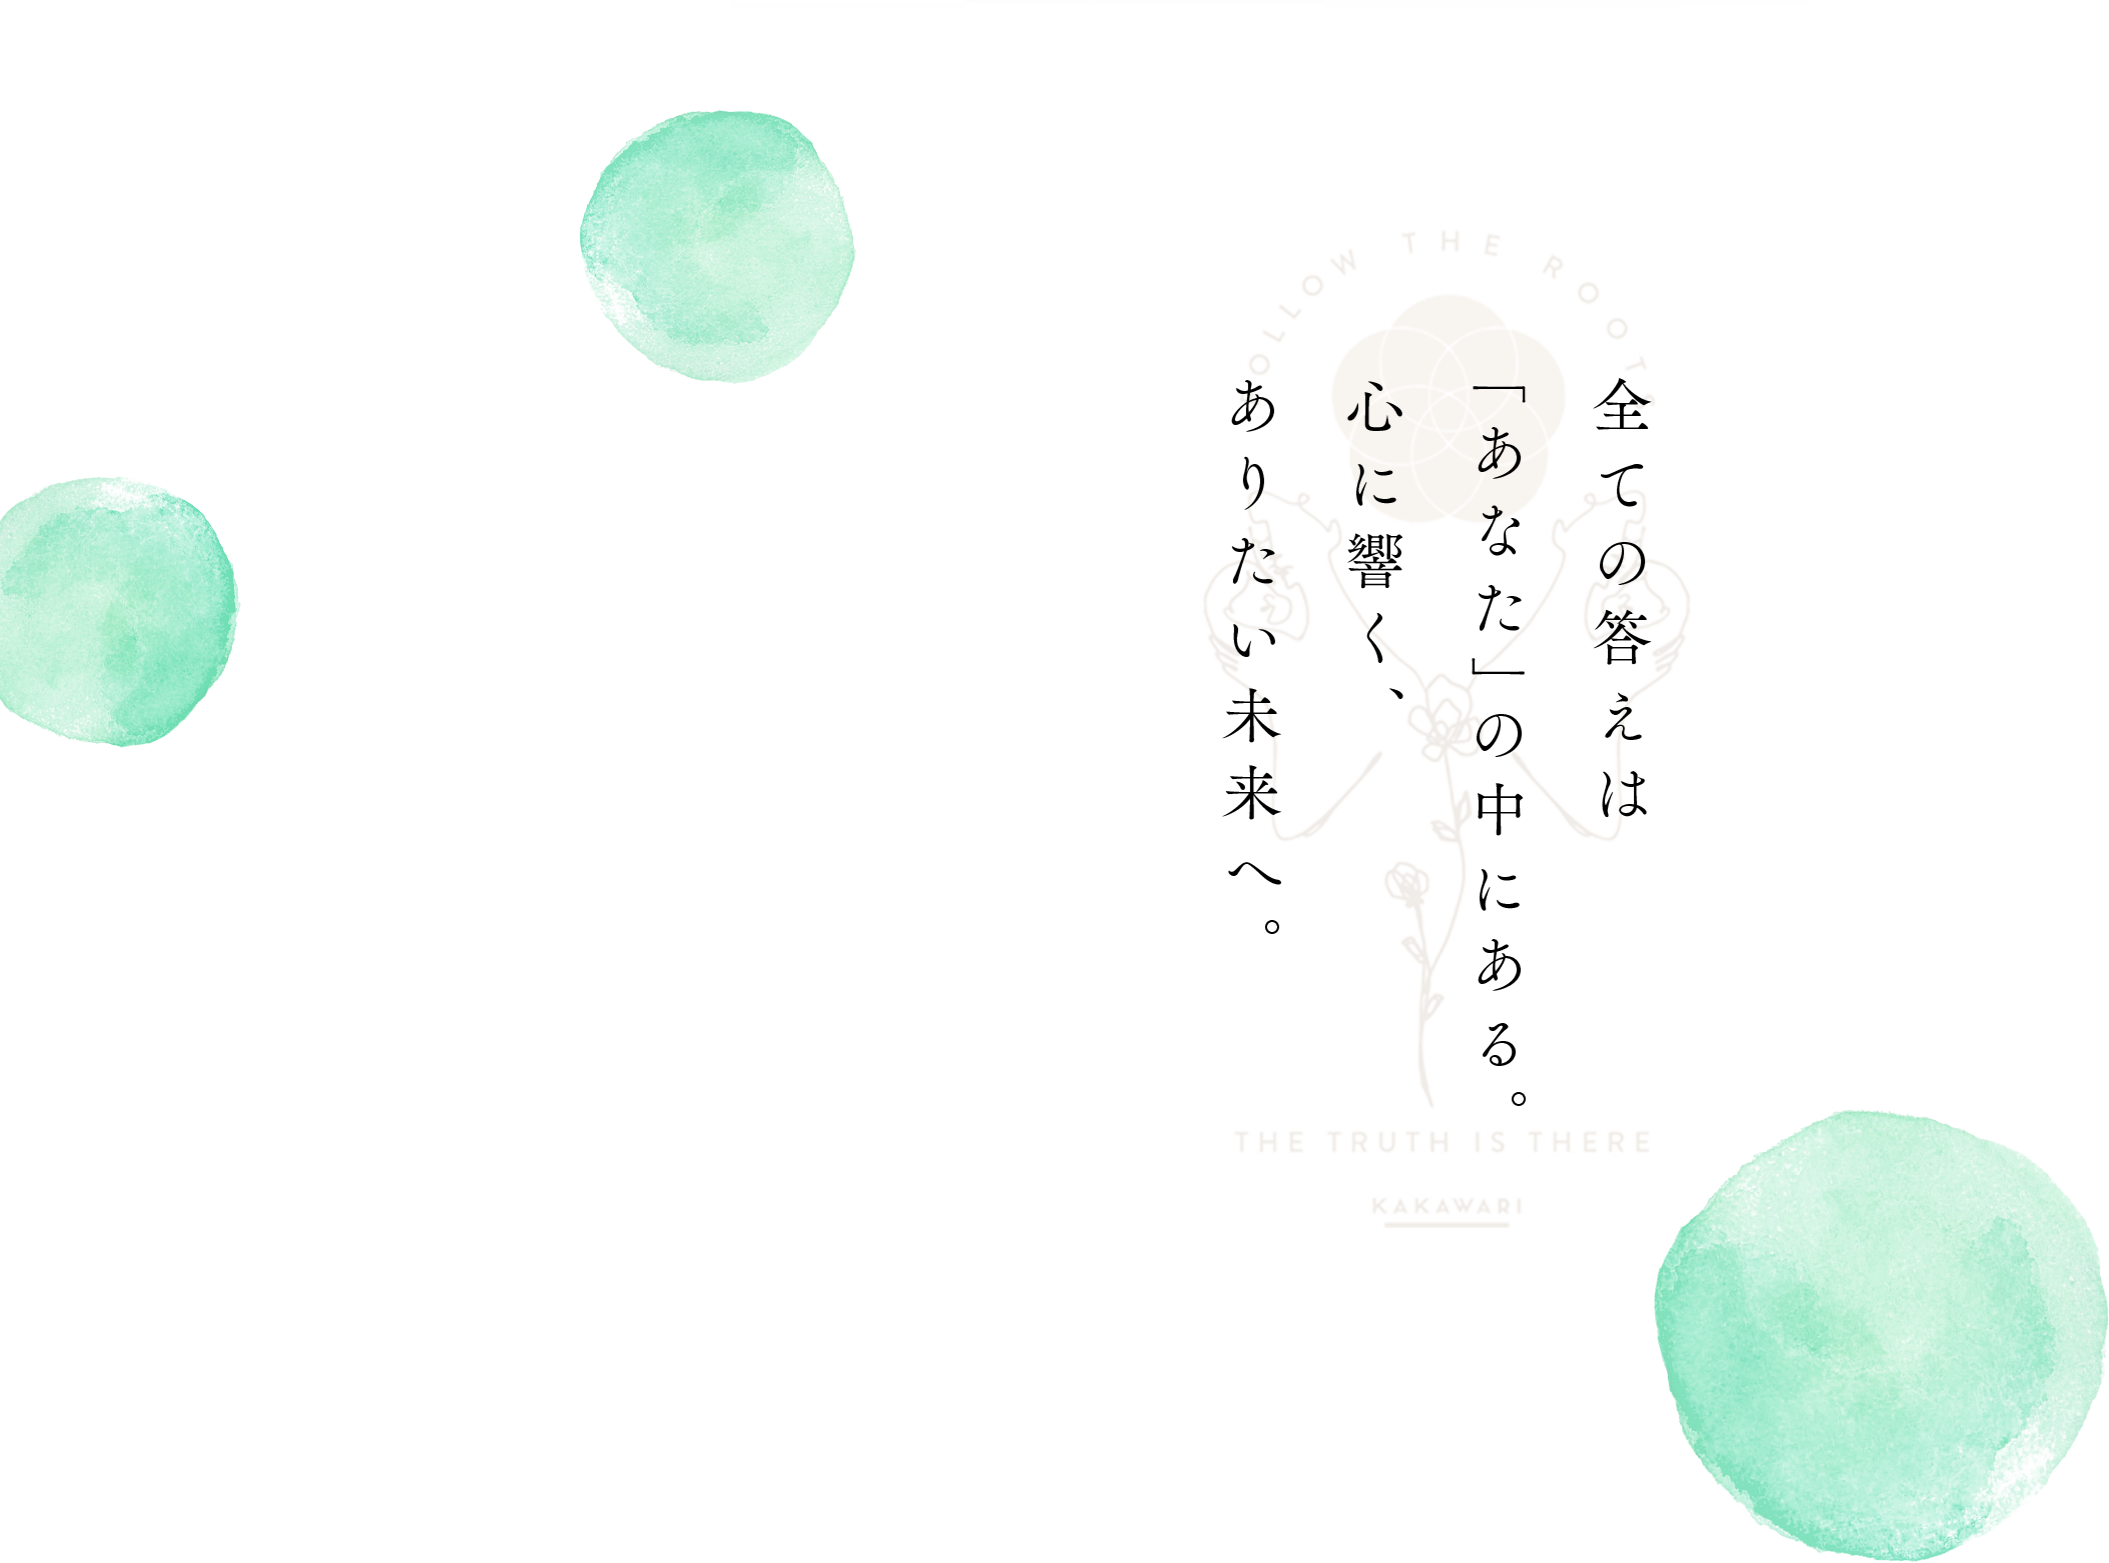 全ての答えは
「あなた」の中にある。
心に響く、
ありたい未来へ。
OLLOW THE ROOT
THE TRUTH IS THERE
KAKAWARI